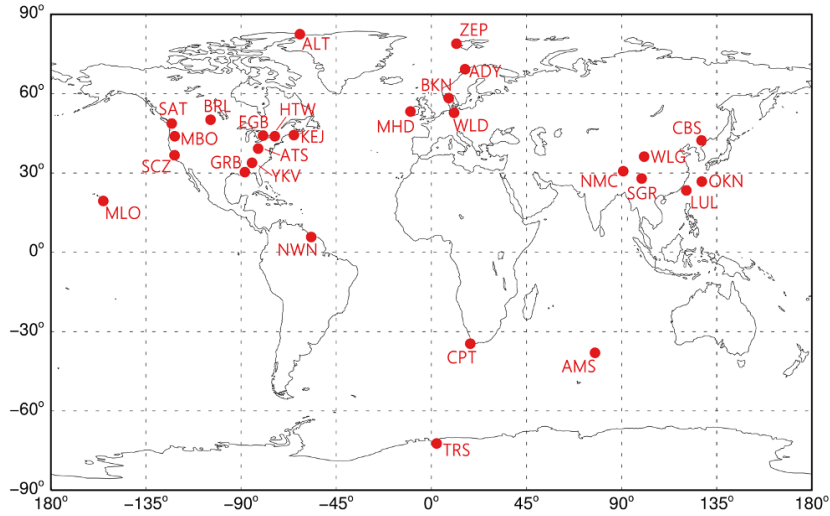 90°
ZEP
ALT
ADY
60°
BKN
SAT
BRL
HTW
EGB
MHD
WLD
CBS
MBO
KEJ
ATS
WLG
SCZ
GRB
30°
YKV
NMC
SGR
OKN
LUL
MLO
NWN
0°
−30°
CPT
AMS
−60°
TRS
−90°
180° −135° −90° −45° 0° 45° 90° 135° 180°